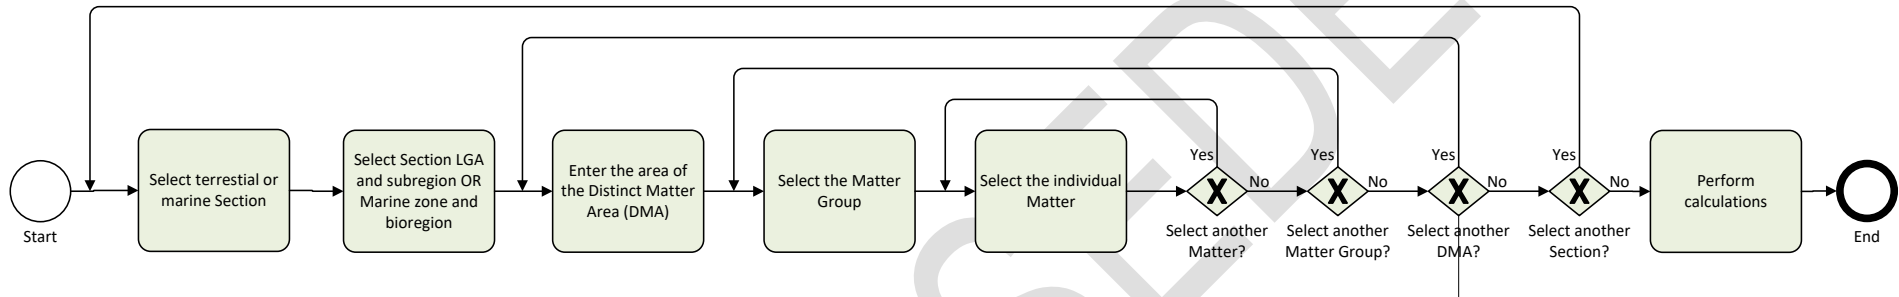 Start
Select terrestial or
marine Section
Select Section LGA
and subregion OR
Marine zone and
bioregion
Enter the area of
the Distinct Matter
Area (DMA)
Select the Matter
Group
Select the individual
Matter
Yes
X
No
Select another
Matter?
Yes
X
No
Select another
Matter Group?
Yes
X
No
Select another
DMA?
Yes
X
No
Select another
Section?
Perform
calculations
End